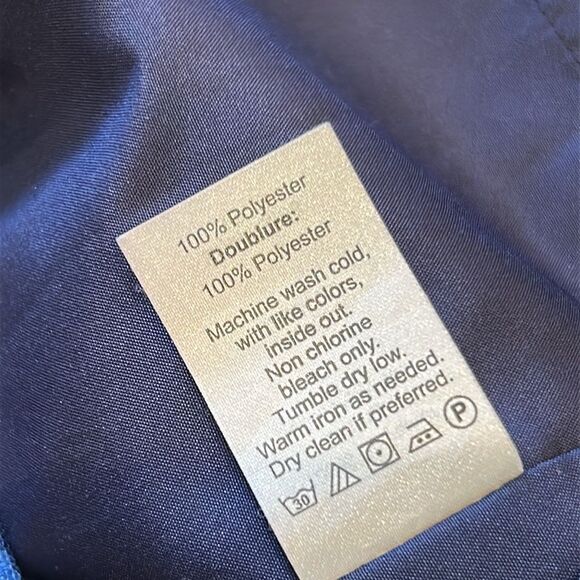 100% Polyester
Doublure:
100% Polyester
Machine wash cold,
with like colors,
inside out.
Non chlorine
bleach only.
Tumble dry low.
Warm iron as needed.
Dry clean if preferred.
30 P